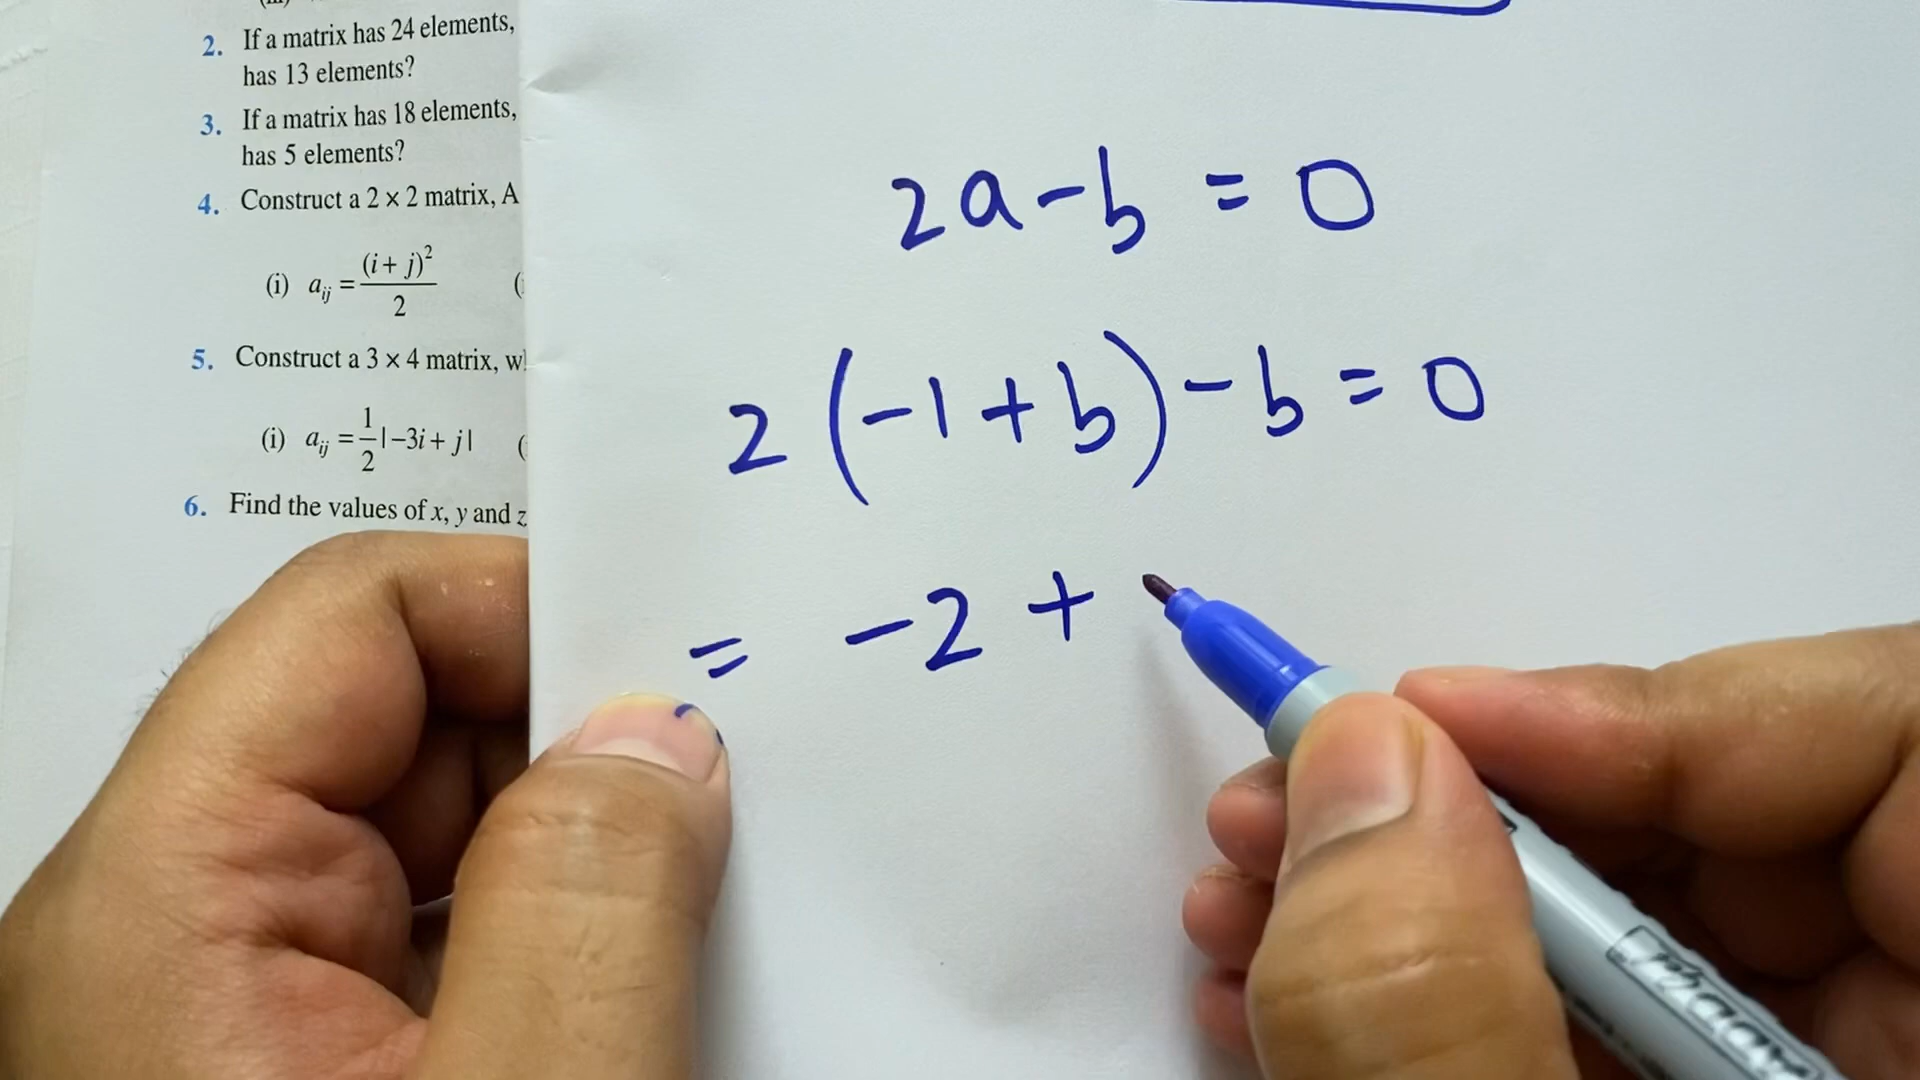 2. If a matrix has 24 elements,
has 13 elements?
3. If a matrix has 18 elements,
has 5 elements?
4. Construct a 2 × 2 matrix, A
(i) aᵢⱼ = (i + j)²/2 (
5. Construct a 3 × 4 matrix, w
(i) aᵢⱼ = 1/2 |−3i + j| (
6. Find the values of x, y and z
2a - b = 0
2(-1 + b) - b = 0
= -2 +